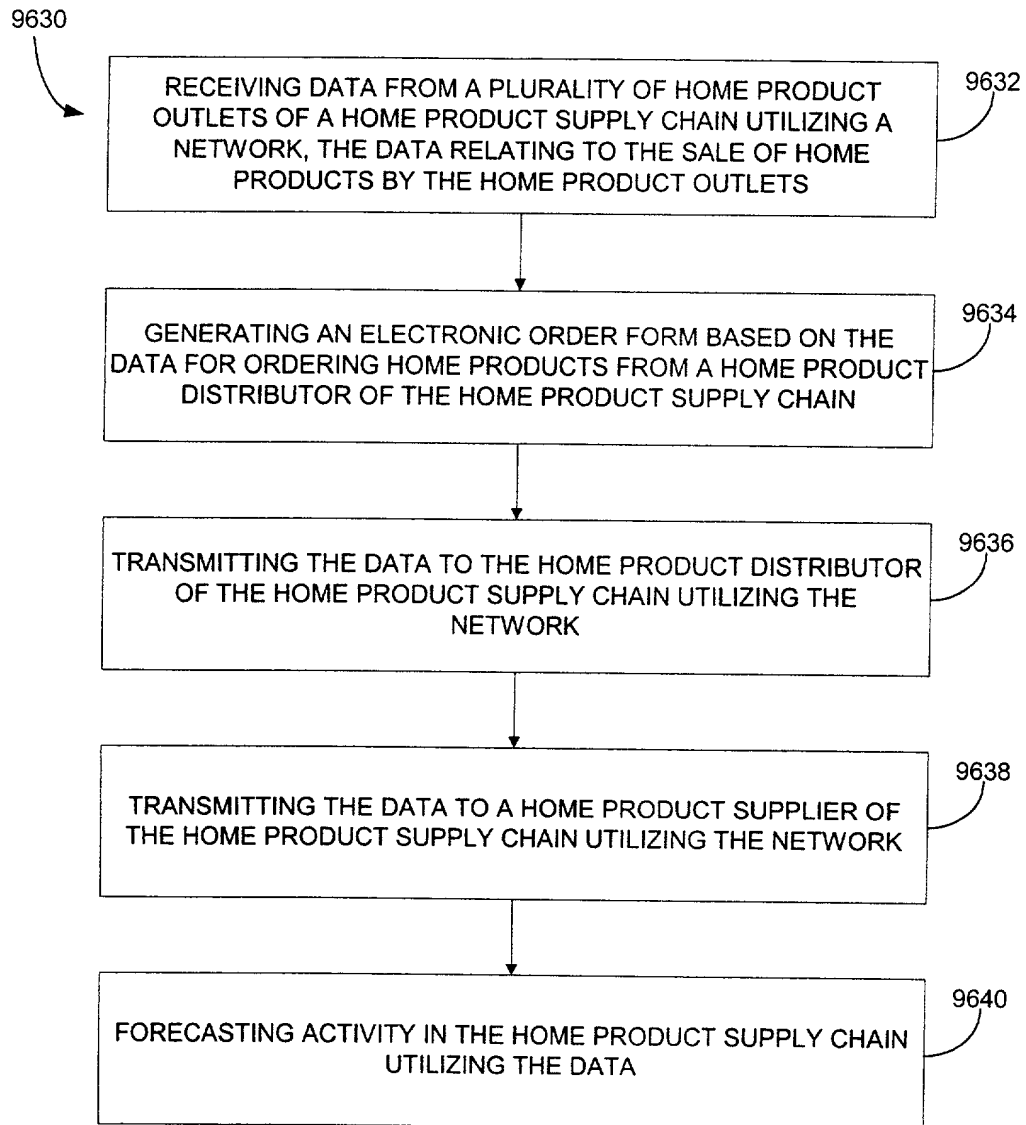 9630
RECEIVING DATA FROM A PLURALITY OF HOME PRODUCT
OUTLETS OF A HOME PRODUCT SUPPLY CHAIN UTILIZING A
NETWORK, THE DATA RELATING TO THE SALE OF HOME
PRODUCTS BY THE HOME PRODUCT OUTLETS
9632
GENERATING AN ELECTRONIC ORDER FORM BASED ON THE
DATA FOR ORDERING HOME PRODUCTS FROM A HOME PRODUCT
DISTRIBUTOR OF THE HOME PRODUCT SUPPLY CHAIN
9634
TRANSMITTING THE DATA TO THE HOME PRODUCT DISTRIBUTOR
OF THE HOME PRODUCT SUPPLY CHAIN UTILIZING THE
NETWORK
9636
TRANSMITTING THE DATA TO A HOME PRODUCT SUPPLIER OF
THE HOME PRODUCT SUPPLY CHAIN UTILIZING THE NETWORK
9638
FORECASTING ACTIVITY IN THE HOME PRODUCT SUPPLY CHAIN
UTILIZING THE DATA
9640